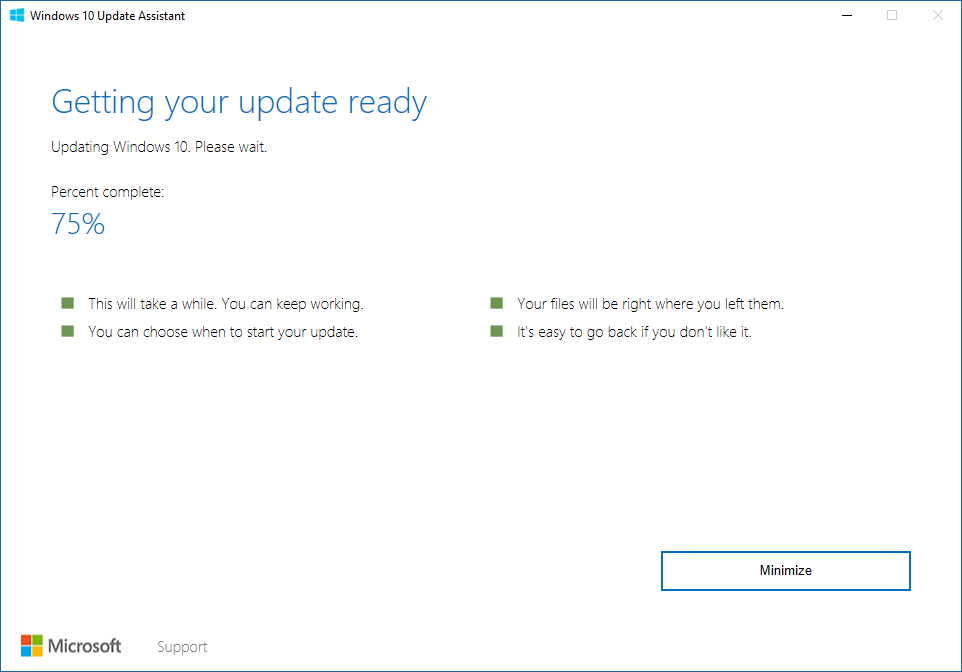 Windows 10 Update Assistant
Getting your update ready
Updating Windows 10. Please wait.
Percent complete:
75%
This will take a while. You can keep working.
You can choose when to start your update.
Your files will be right where you left them.
It's easy to go back if you don't like it.
Minimize
Microsoft Support